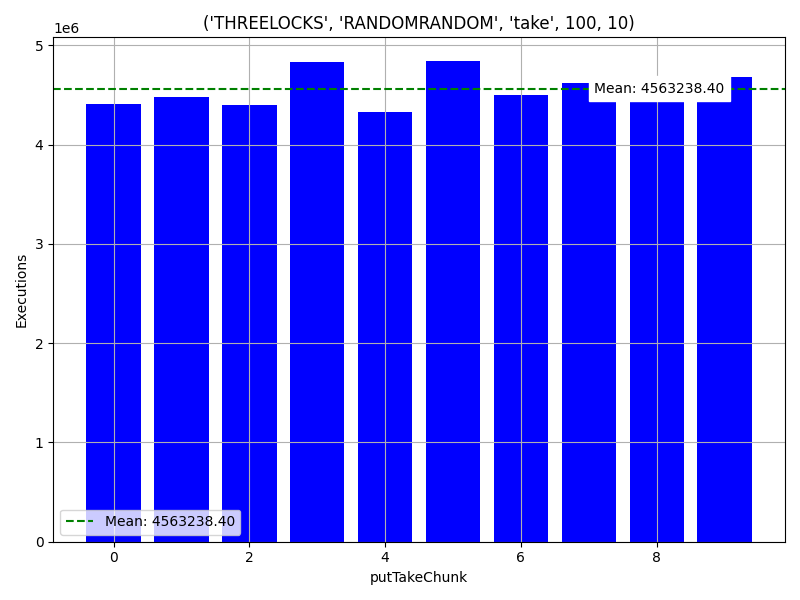 ('THREELOCKS', 'RANDOMRANDOM', 'take', 100, 10)
1e6
5
4
3
2
1
0
Executions
Mean: 4563238.40
Mean: 4563238.40
0 2 4 6 8
putTakeChunk